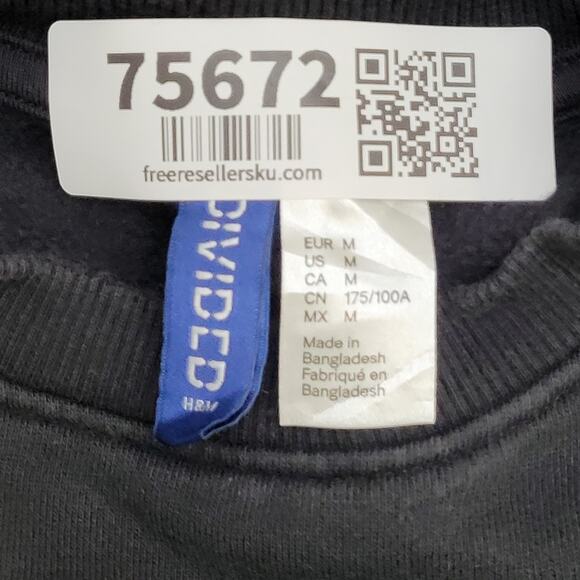 75672
freeresellersku.com
DIVIDED
H&M
EUR M
US M
CA M
CN 175/100A
MX M
Made in
Bangladesh
Fabriqué en
Bangladesh